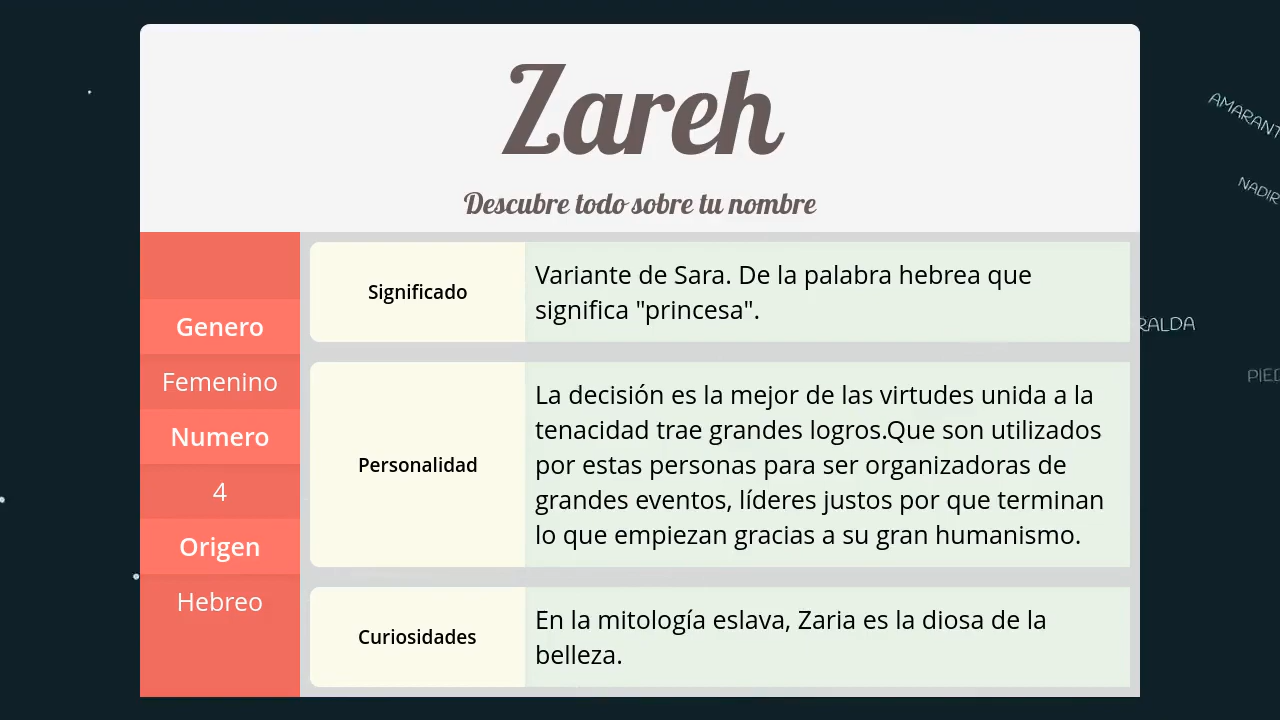 Zareh
Descubre todo sobre tu nombre
Genero
Femenino
Numero
4
Origen
Hebreo
Significado
Variante de Sara. De la palabra hebrea que
significa "princesa".
Personalidad
La decisión es la mejor de las virtudes unida a la
tenacidad trae grandes logros.Que son utilizados
por estas personas para ser organizadoras de
grandes eventos, líderes justos por que terminan
lo que empiezan gracias a su gran humanismo.
Curiosidades
En la mitología eslava, Zaria es la diosa de la
belleza.
AMARANT
NADIR
RALDA